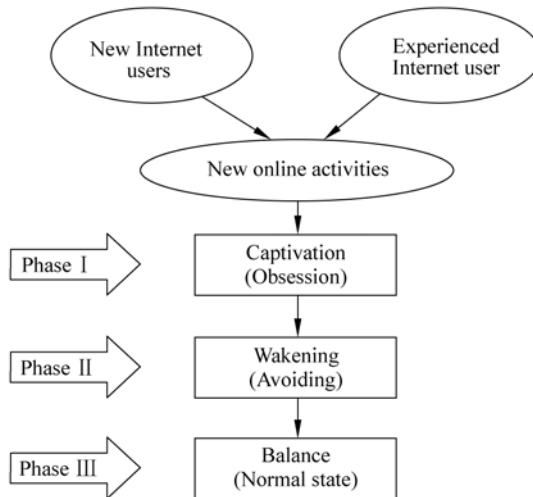 New Internet
users
Experienced
Internet user
New online activities
Phase Ⅰ
Captivation
(Obsession)
Phase Ⅱ
Wakening
(Avoiding)
Phase Ⅲ
Balance
(Normal state)